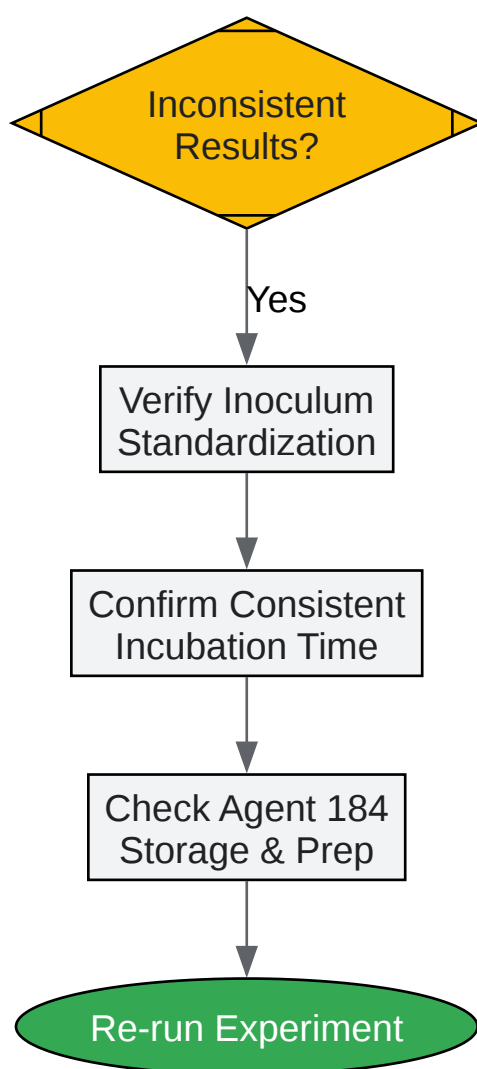 Inconsistent
Results?
Yes
Verify Inoculum
Standardization
Confirm Consistent
Incubation Time
Check Agent 184
Storage & Prep
Re-run Experiment